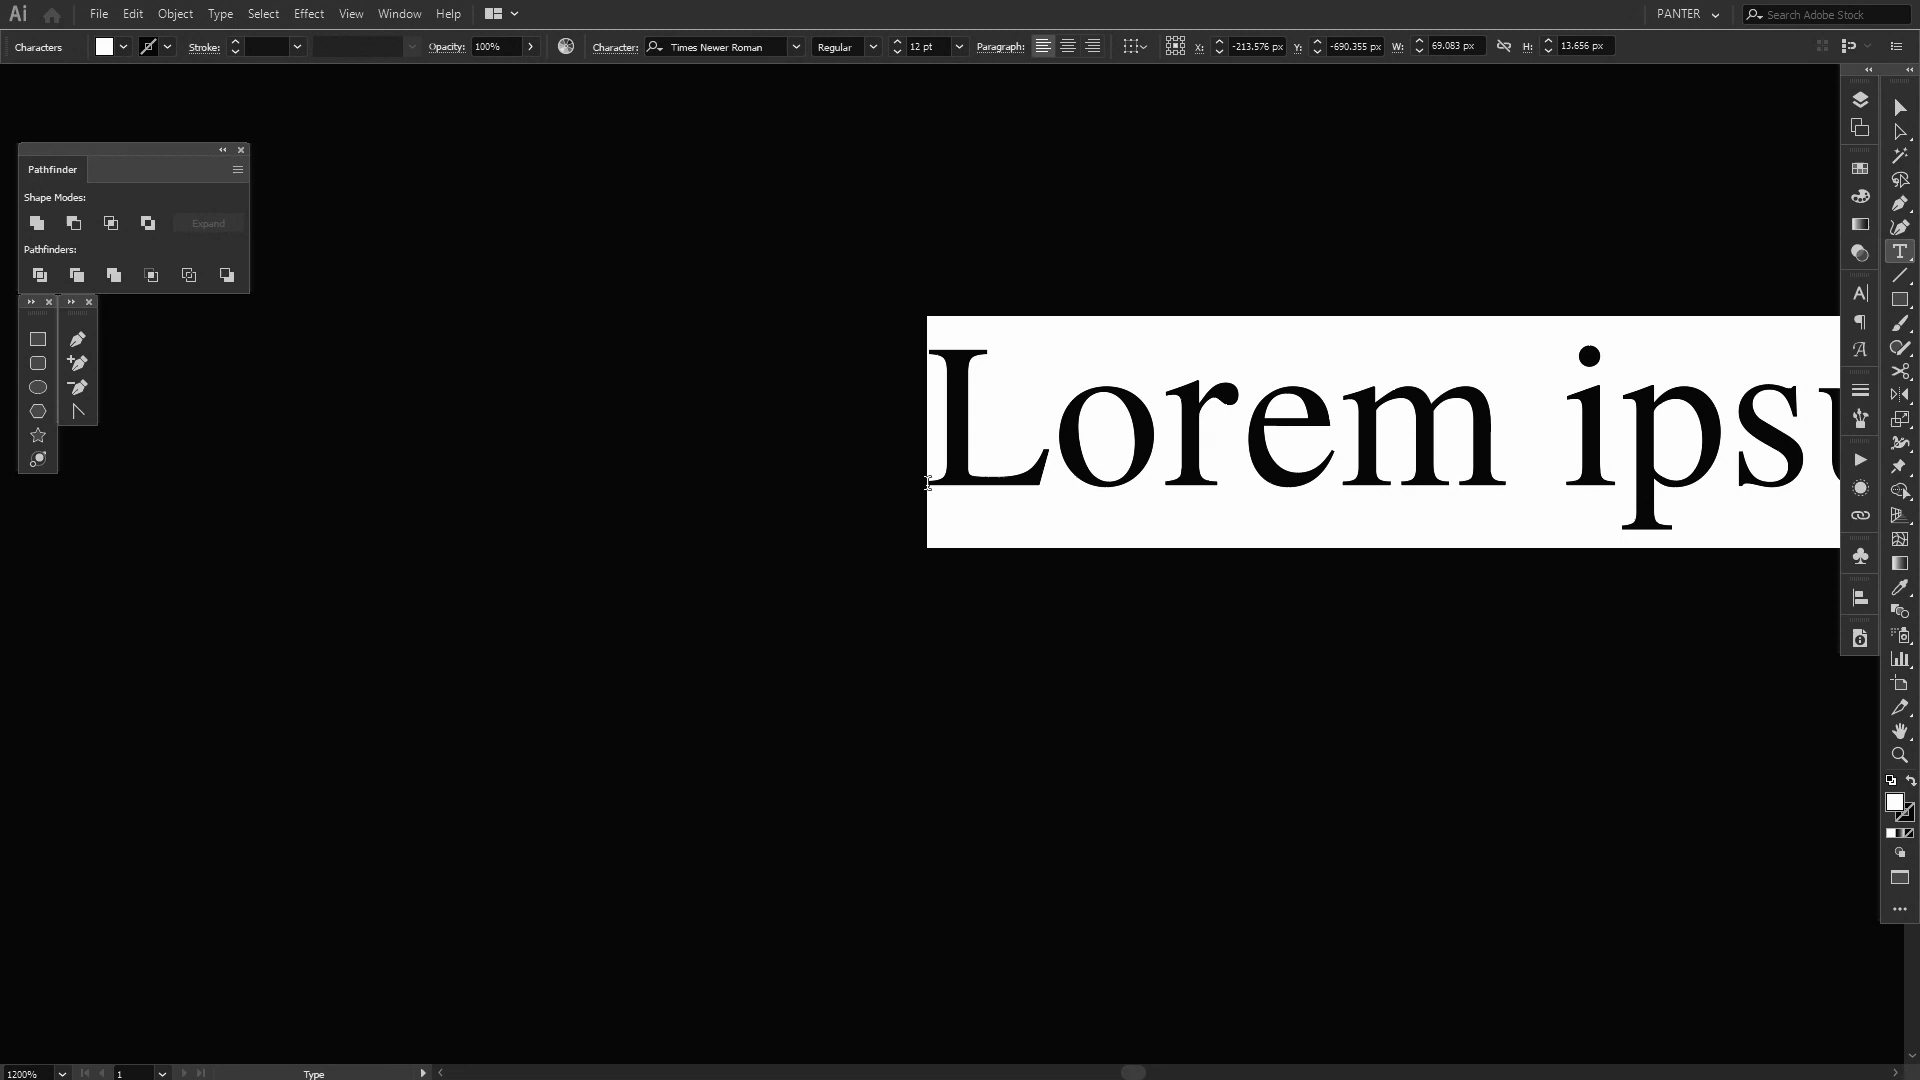 Ai File Edit Object Type Select Effect View Window Help PANTER Search Adobe Stock
Characters Stroke: Opacity: 100% Character: Times Newer Roman Regular 12 pt Paragraph: X: -213.576 px Y: -690.355 px W: 69.083 px H: 13.656 px
Pathfinder
Shape Modes:
Expand
Pathfinders:
Lorem ipsu
1200% 1 Type